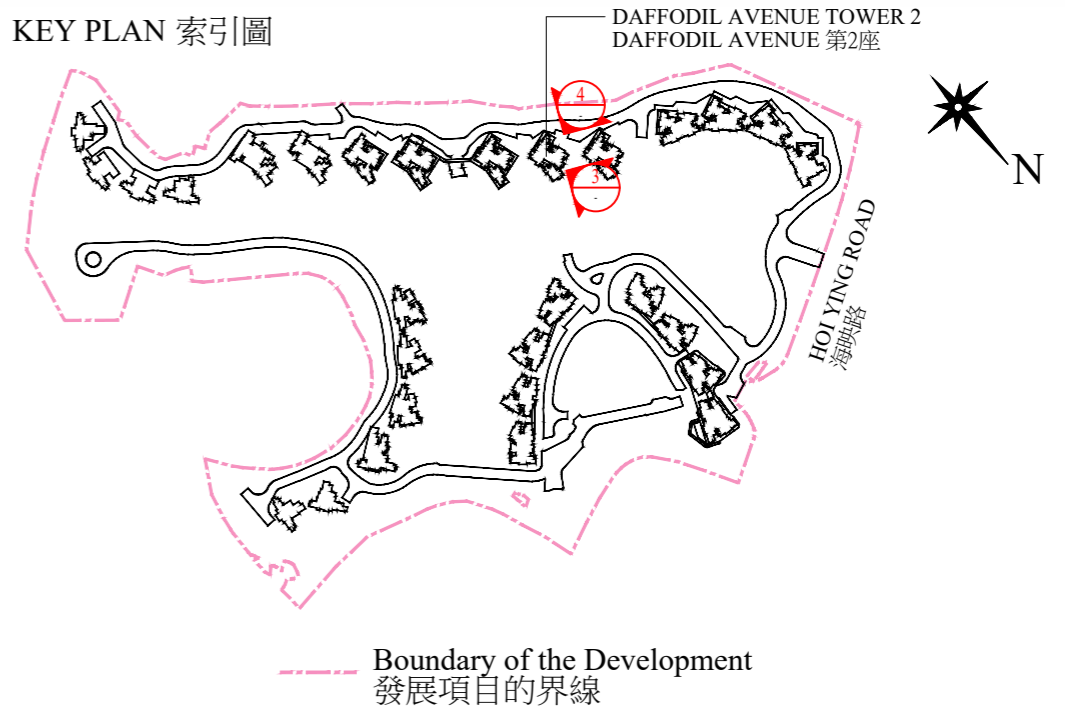 KEY PLAN 索引圖
DAFFODIL AVENUE TOWER 2
DAFFODIL AVENUE 第2座
4
-
3
-
N
HOI YING ROAD
海映路
Boundary of the Development
發展項目的界線